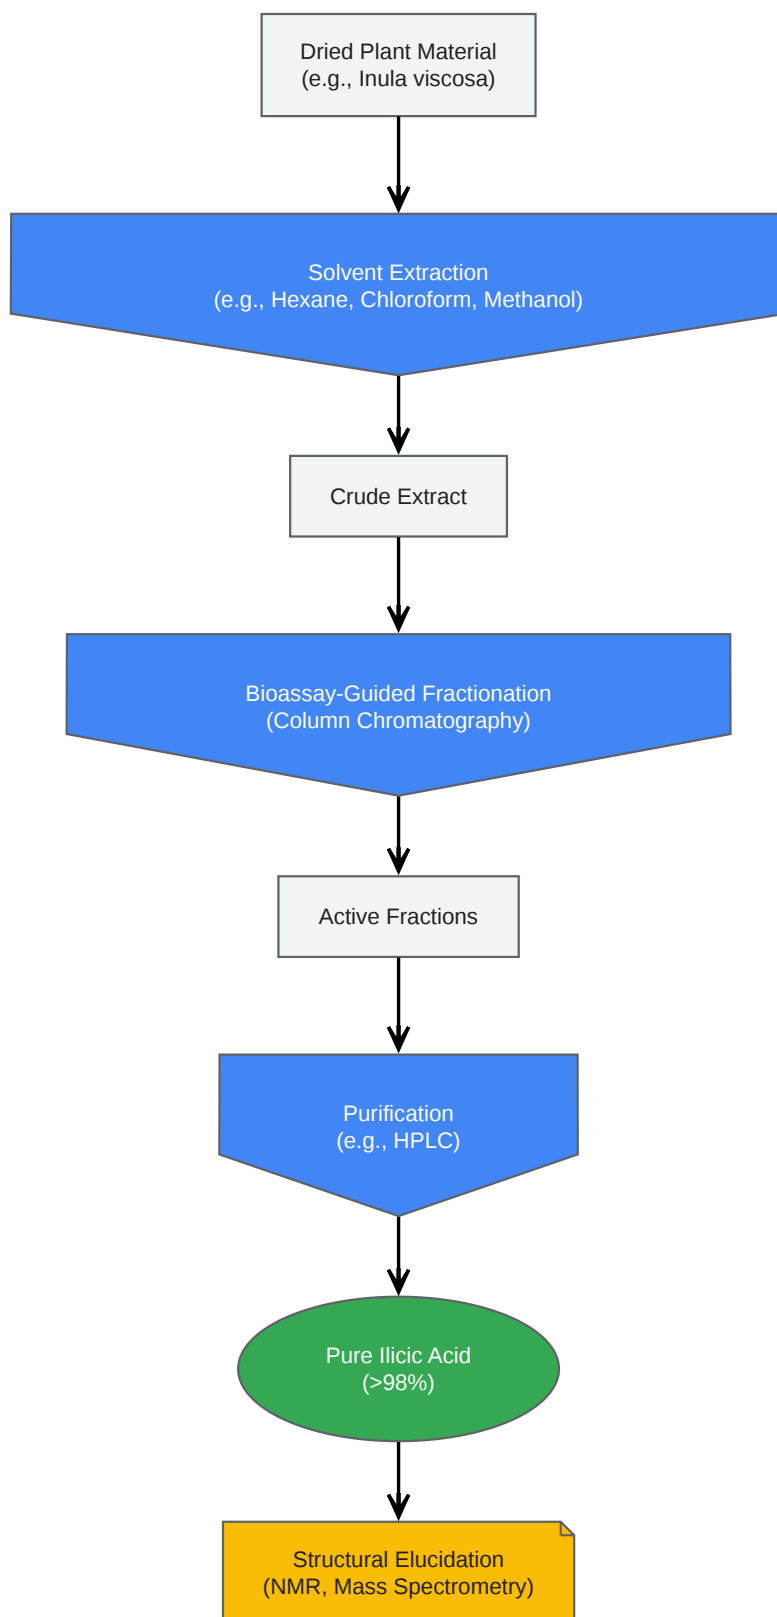 Dried Plant Material
(e.g., Inula viscosa)
Solvent Extraction
(e.g., Hexane, Chloroform, Methanol)
Crude Extract
Bioassay-Guided Fractionation
(Column Chromatography)
Active Fractions
Purification
(e.g., HPLC)
Pure Ilicic Acid
(>98%)
Structural Elucidation
(NMR, Mass Spectrometry)